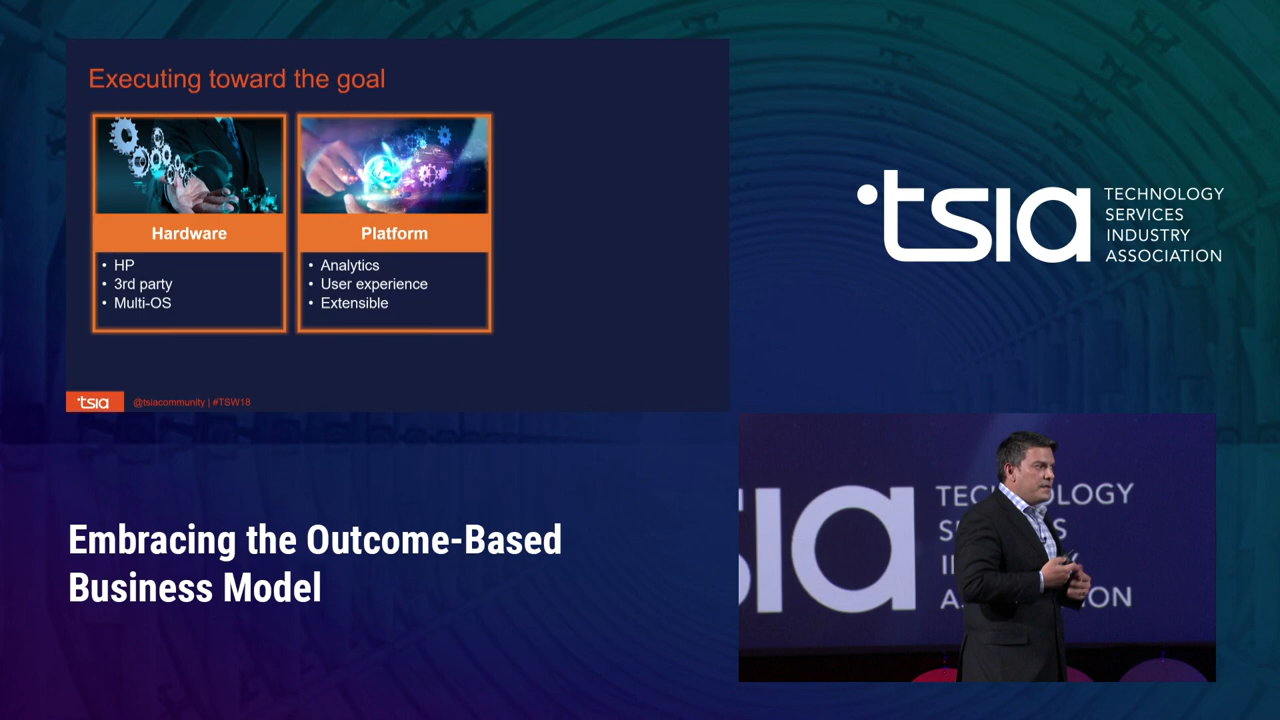 Executing toward the goal
Hardware
• HP
• 3rd party
• Multi-OS
Platform
• Analytics
• User experience
• Extensible
tsia
@tsiacommunity | #TSW18
tsia
TECHNOLOGY
SERVICES
INDUSTRY
ASSOCIATION
Embracing the Outcome-Based
Business Model
sia